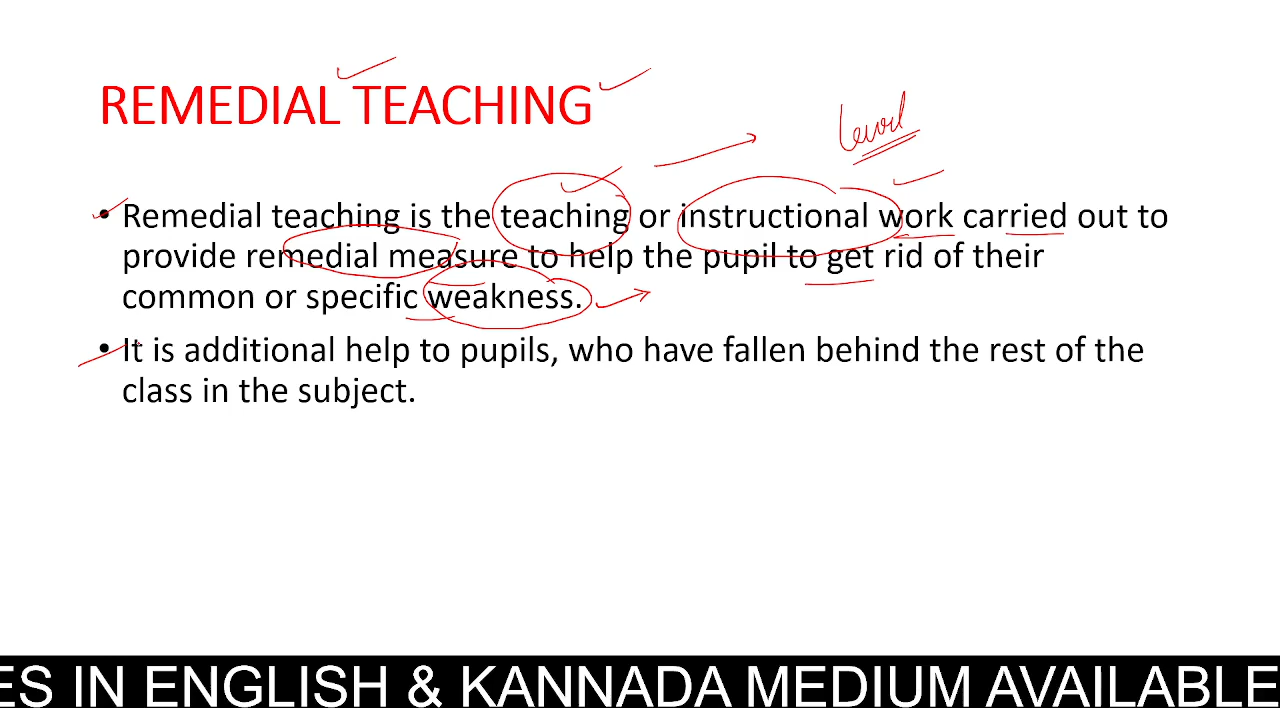 REMEDIAL TEACHING
Level
• Remedial teaching is the teaching or instructional work carried out to
provide remedial measure to help the pupil to get rid of their
common or specific weakness.
• It is additional help to pupils, who have fallen behind the rest of the
class in the subject.
ES IN ENGLISH & KANNADA MEDIUM AVAILABLE